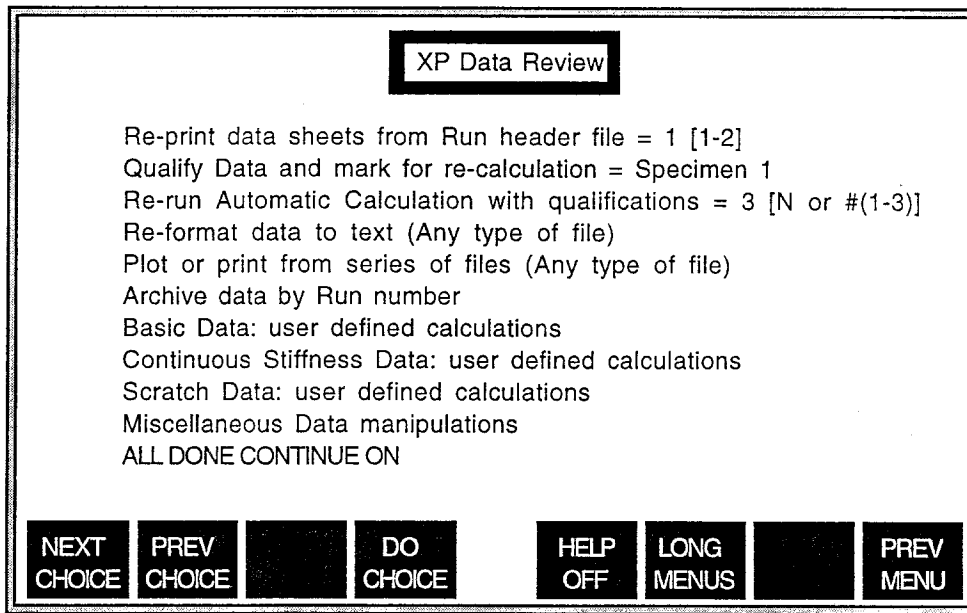 XP Data Review
Re-print data sheets from Run header file = 1 [1-2]
Qualify Data and mark for re-calculation = Specimen 1
Re-run Automatic Calculation with qualifications = 3 [N or #(1-3)]
Re-format data to text (Any type of file)
Plot or print from series of files (Any type of file)
Archive data by Run number
Basic Data: user defined calculations
Continuous Stiffness Data: user defined calculations
Scratch Data: user defined calculations
Miscellaneous Data manipulations
ALL DONE CONTINUE ON
NEXT CHOICE
PREV CHOICE
DO CHOICE
HELP OFF
LONG MENUS
PREV MENU